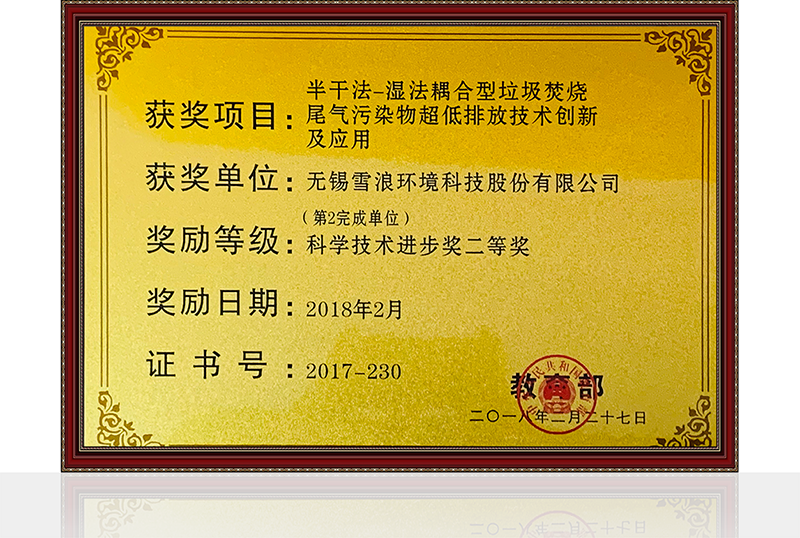 半干法-湿法耦合型垃圾焚烧
获奖项目：尾气污染物超低排放技术创新
及应用
获奖单位：无锡雪浪环境科技股份有限公司
（第2完成单位）
奖励等级：科学技术进步奖二等奖
奖励日期：2018年2月
证书号：2017-230
教育部
二〇一八年二月二十七日